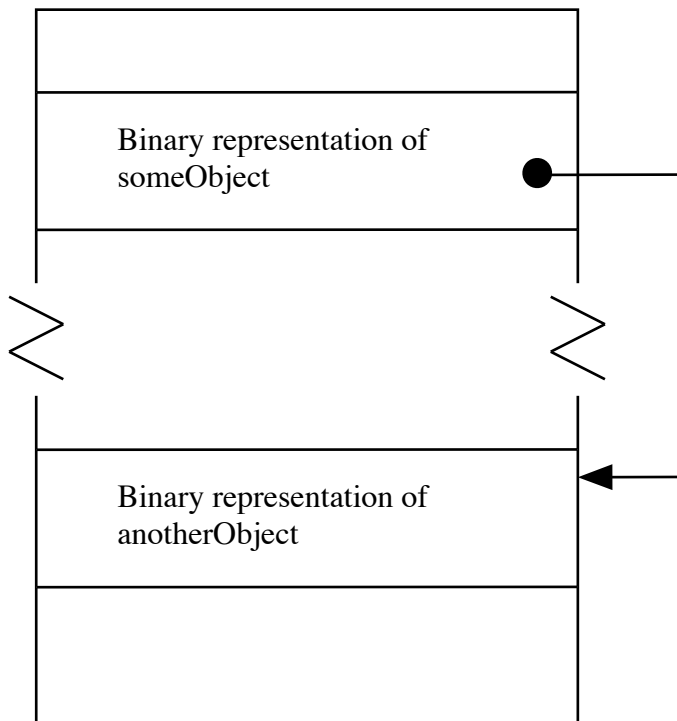 Binary representation of
someObject
Binary representation of
anotherObject